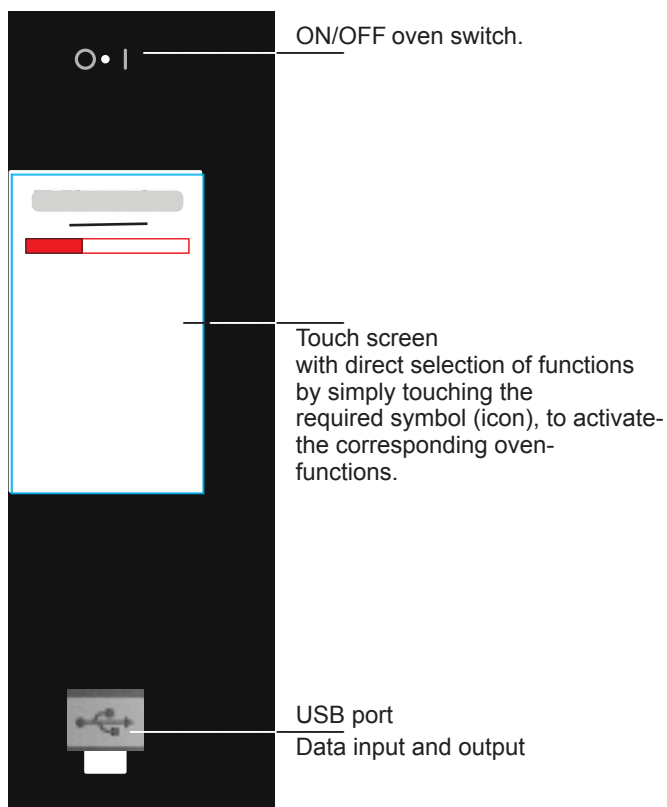 ON/OFF oven switch.
Touch screen
with direct selection of functions
by simply touching the
required symbol (icon), to activate-
the corresponding oven-
functions.
USB port
Data input and output